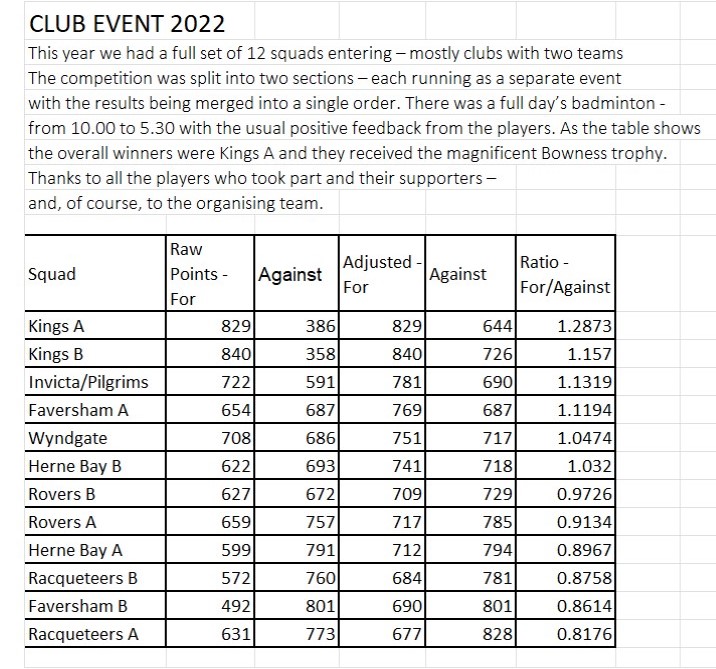 CLUB EVENT 2022
This year we had a full set of 12 squads entering – mostly clubs with two teams
The competition was split into two sections – each running as a separate event
with the results being merged into a single order. There was a full day's badminton -
from 10.00 to 5.30 with the usual positive feedback from the players. As the table shows
the overall winners were Kings A and they received the magnificent Bowness trophy.
Thanks to all the players who took part and their supporters –
and, of course, to the organising team.
Squad Raw Points - For Against Adjusted - For Against Ratio - For/Against
Kings A 829 386 829 644 1.2873
Kings B 840 358 840 726 1.157
Invicta/Pilgrims 722 591 781 690 1.1319
Faversham A 654 687 769 687 1.1194
Wyndgate 708 686 751 717 1.0474
Herne Bay B 622 693 741 718 1.032
Rovers B 627 672 709 729 0.9726
Rovers A 659 757 717 785 0.9134
Herne Bay A 599 791 712 794 0.8967
Racqueteers B 572 760 684 781 0.8758
Faversham B 492 801 690 801 0.8614
Racqueteers A 631 773 677 828 0.8176